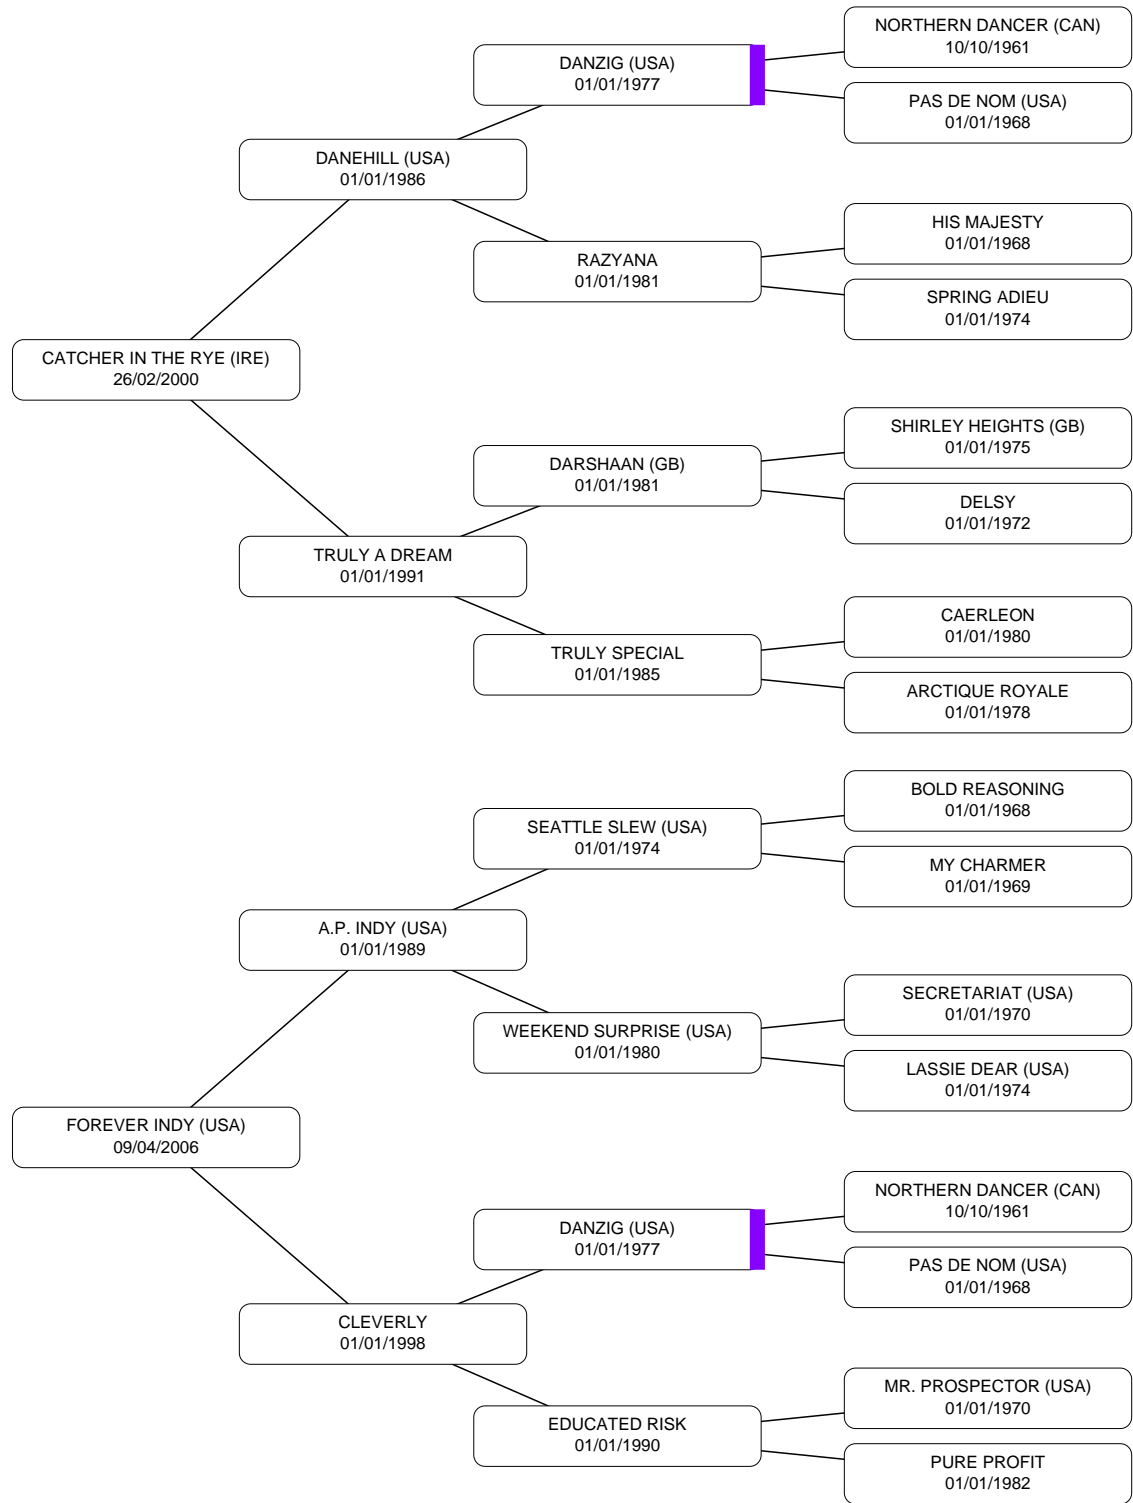 NORTHERN DANCER (CAN)
10/10/1961
DANZIG (USA)
01/01/1977
PAS DE NOM (USA)
01/01/1968
DANEHILL (USA)
01/01/1986
HIS MAJESTY
01/01/1968
RAZYANA
01/01/1981
SPRING ADIEU
01/01/1974
CATCHER IN THE RYE (IRE)
26/02/2000
SHIRLEY HEIGHTS (GB)
01/01/1975
DARSHAAN (GB)
01/01/1981
DELSY
01/01/1972
TRULY A DREAM
01/01/1991
CAERLEON
01/01/1980
TRULY SPECIAL
01/01/1985
ARCTIQUE ROYALE
01/01/1978
BOLD REASONING
01/01/1968
SEATTLE SLEW (USA)
01/01/1974
MY CHARMER
01/01/1969
A.P. INDY (USA)
01/01/1989
SECRETARIAT (USA)
01/01/1970
WEEKEND SURPRISE (USA)
01/01/1980
LASSIE DEAR (USA)
01/01/1974
FOREVER INDY (USA)
09/04/2006
NORTHERN DANCER (CAN)
10/10/1961
DANZIG (USA)
01/01/1977
PAS DE NOM (USA)
01/01/1968
CLEVERLY
01/01/1998
MR. PROSPECTOR (USA)
01/01/1970
EDUCATED RISK
01/01/1990
PURE PROFIT
01/01/1982